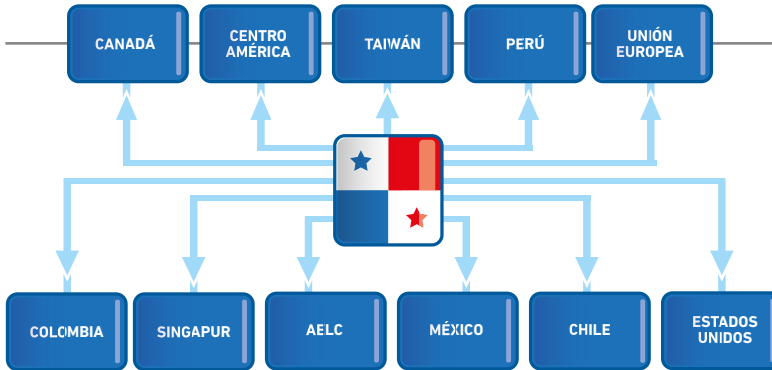 CANADÁ
CENTRO
AMÉRICA
TAIWÁN
PERÚ
UNIÓN
EUROPEA
COLOMBIA
SINGAPUR
AELC
MÉXICO
CHILE
ESTADOS
UNIDOS